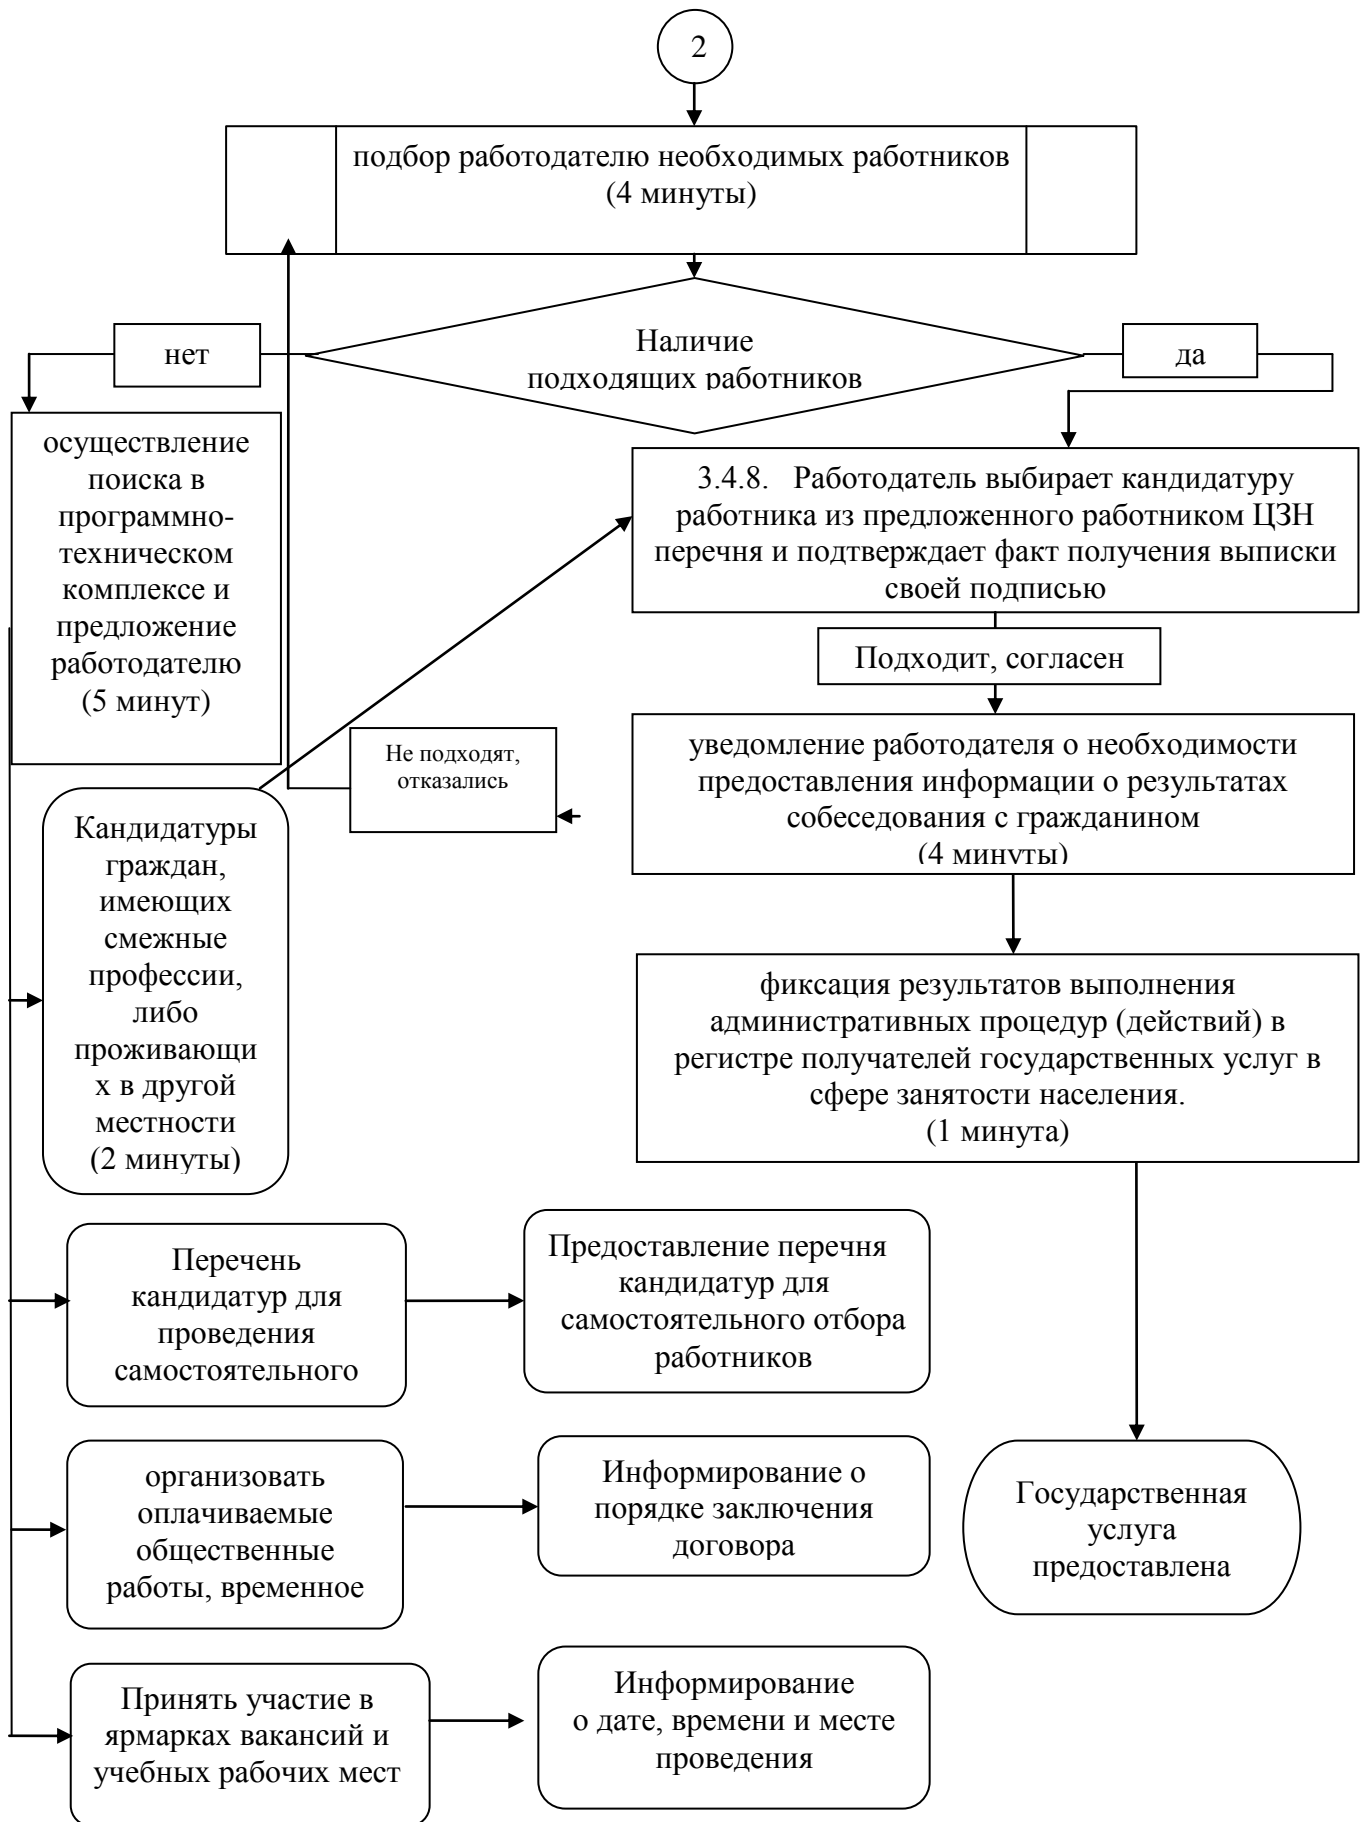 2
подбор работодателю необходимых работников
(4 минуты)
Наличие
подходящих работников
нет
да
осуществление
поиска в
программно-
техническом
комплексе и
предложение
работодателю
(5 минут)
3.4.8. Работодатель выбирает кандидатуру
работника из предложенного работником ЦЗН
перечня и подтверждает факт получения выписки
своей подписью
Подходит, согласен
Не подходят,
отказались
уведомление работодателя о необходимости
предоставления информации о результатах
собеседования с гражданином
(4 минуты)
Кандидатуры
граждан,
имеющих
смежные
профессии,
либо
проживающи
х в другой
местности
(2 минуты)
фиксация результатов выполнения
административных процедур (действий) в
регистре получателей государственных услуг в
сфере занятости населения.
(1 минута)
Перечень
кандидатур для
проведения
самостоятельного
Предоставление перечня
кандидатур для
самостоятельного отбора
работников
организовать
оплачиваемые
общественные
работы, временное
Информирование о
порядке заключения
договора
Государственная
услуга
предоставлена
Принять участие в
ярмарках вакансий и
учебных рабочих мест
Информирование
о дате, времени и месте
проведения